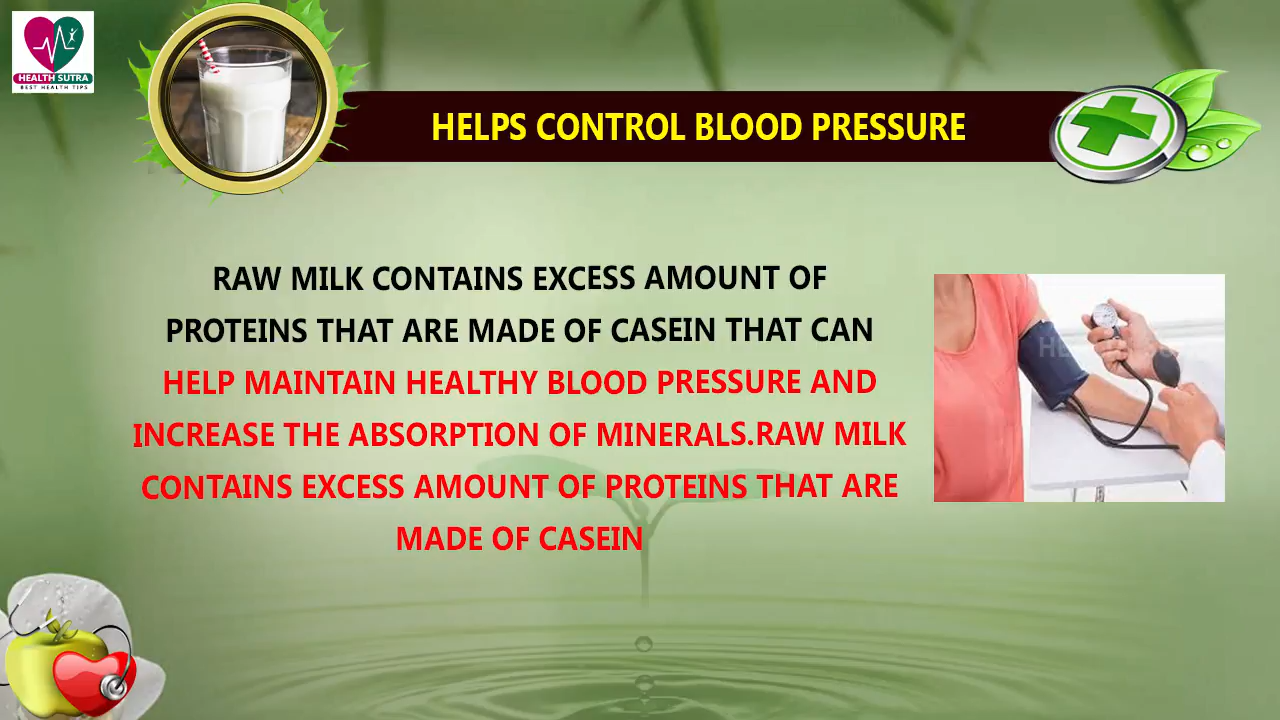 HEALTH SUTRA
BEST HEALTH TIPS
HELPS CONTROL BLOOD PRESSURE
RAW MILK CONTAINS EXCESS AMOUNT OF
PROTEINS THAT ARE MADE OF CASEIN THAT CAN
HELP MAINTAIN HEALTHY BLOOD PRESSURE AND
INCREASE THE ABSORPTION OF MINERALS.RAW MILK
CONTAINS EXCESS AMOUNT OF PROTEINS THAT ARE
MADE OF CASEIN